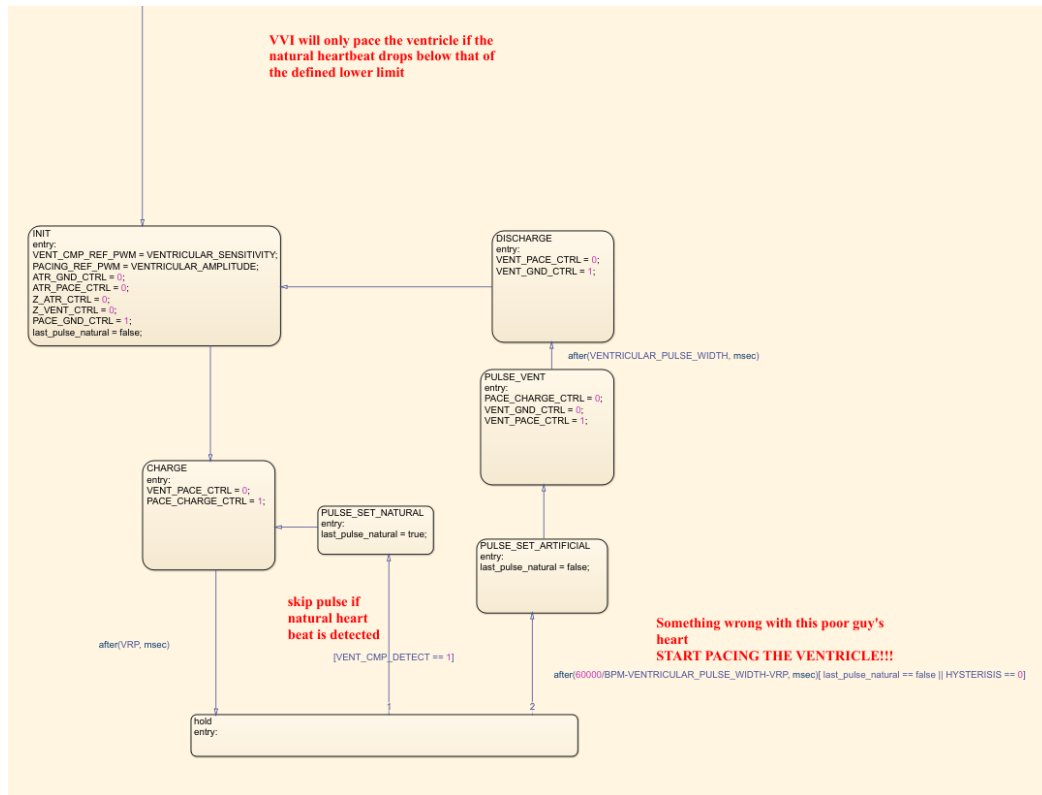 VVI will only pace the ventricle if the
natural heartbeat drops below that of
the defined lower limit
INIT
entry:
VENT_CMP_REF_PWM = VENTRICULAR_SENSITIVITY;
PACING_REF_PWM = VENTRICULAR_AMPLITUDE;
ATR_GND_CTRL = 0;
ATR_PACE_CTRL = 0;
Z_ATR_CTRL = 0;
Z_VENT_CTRL = 0;
PACE_GND_CTRL = 1;
last_pulse_natural = false;
DISCHARGE
entry:
VENT_PACE_CTRL = 0;
VENT_GND_CTRL = 1;
after(VENTRICULAR_PULSE_WIDTH, msec)
PULSE_VENT
entry:
PACE_CHARGE_CTRL = 0;
VENT_GND_CTRL = 0;
VENT_PACE_CTRL = 1;
CHARGE
entry:
VENT_PACE_CTRL = 0;
PACE_CHARGE_CTRL = 1;
PULSE_SET_NATURAL
entry:
last_pulse_natural = true;
PULSE_SET_ARTIFICIAL
entry:
last_pulse_natural = false;
skip pulse if
natural heart
beat is detected
Something wrong with this poor guy's
heart
START PACING THE VENTRICLE!!!
after(VRP, msec)
[VENT_CMP_DETECT == 1]
after(60000/BPM-VENTRICULAR_PULSE_WIDTH-VRP, msec)[ last_pulse_natural == false || HYSTERISIS == 0]
1
2
hold
entry: